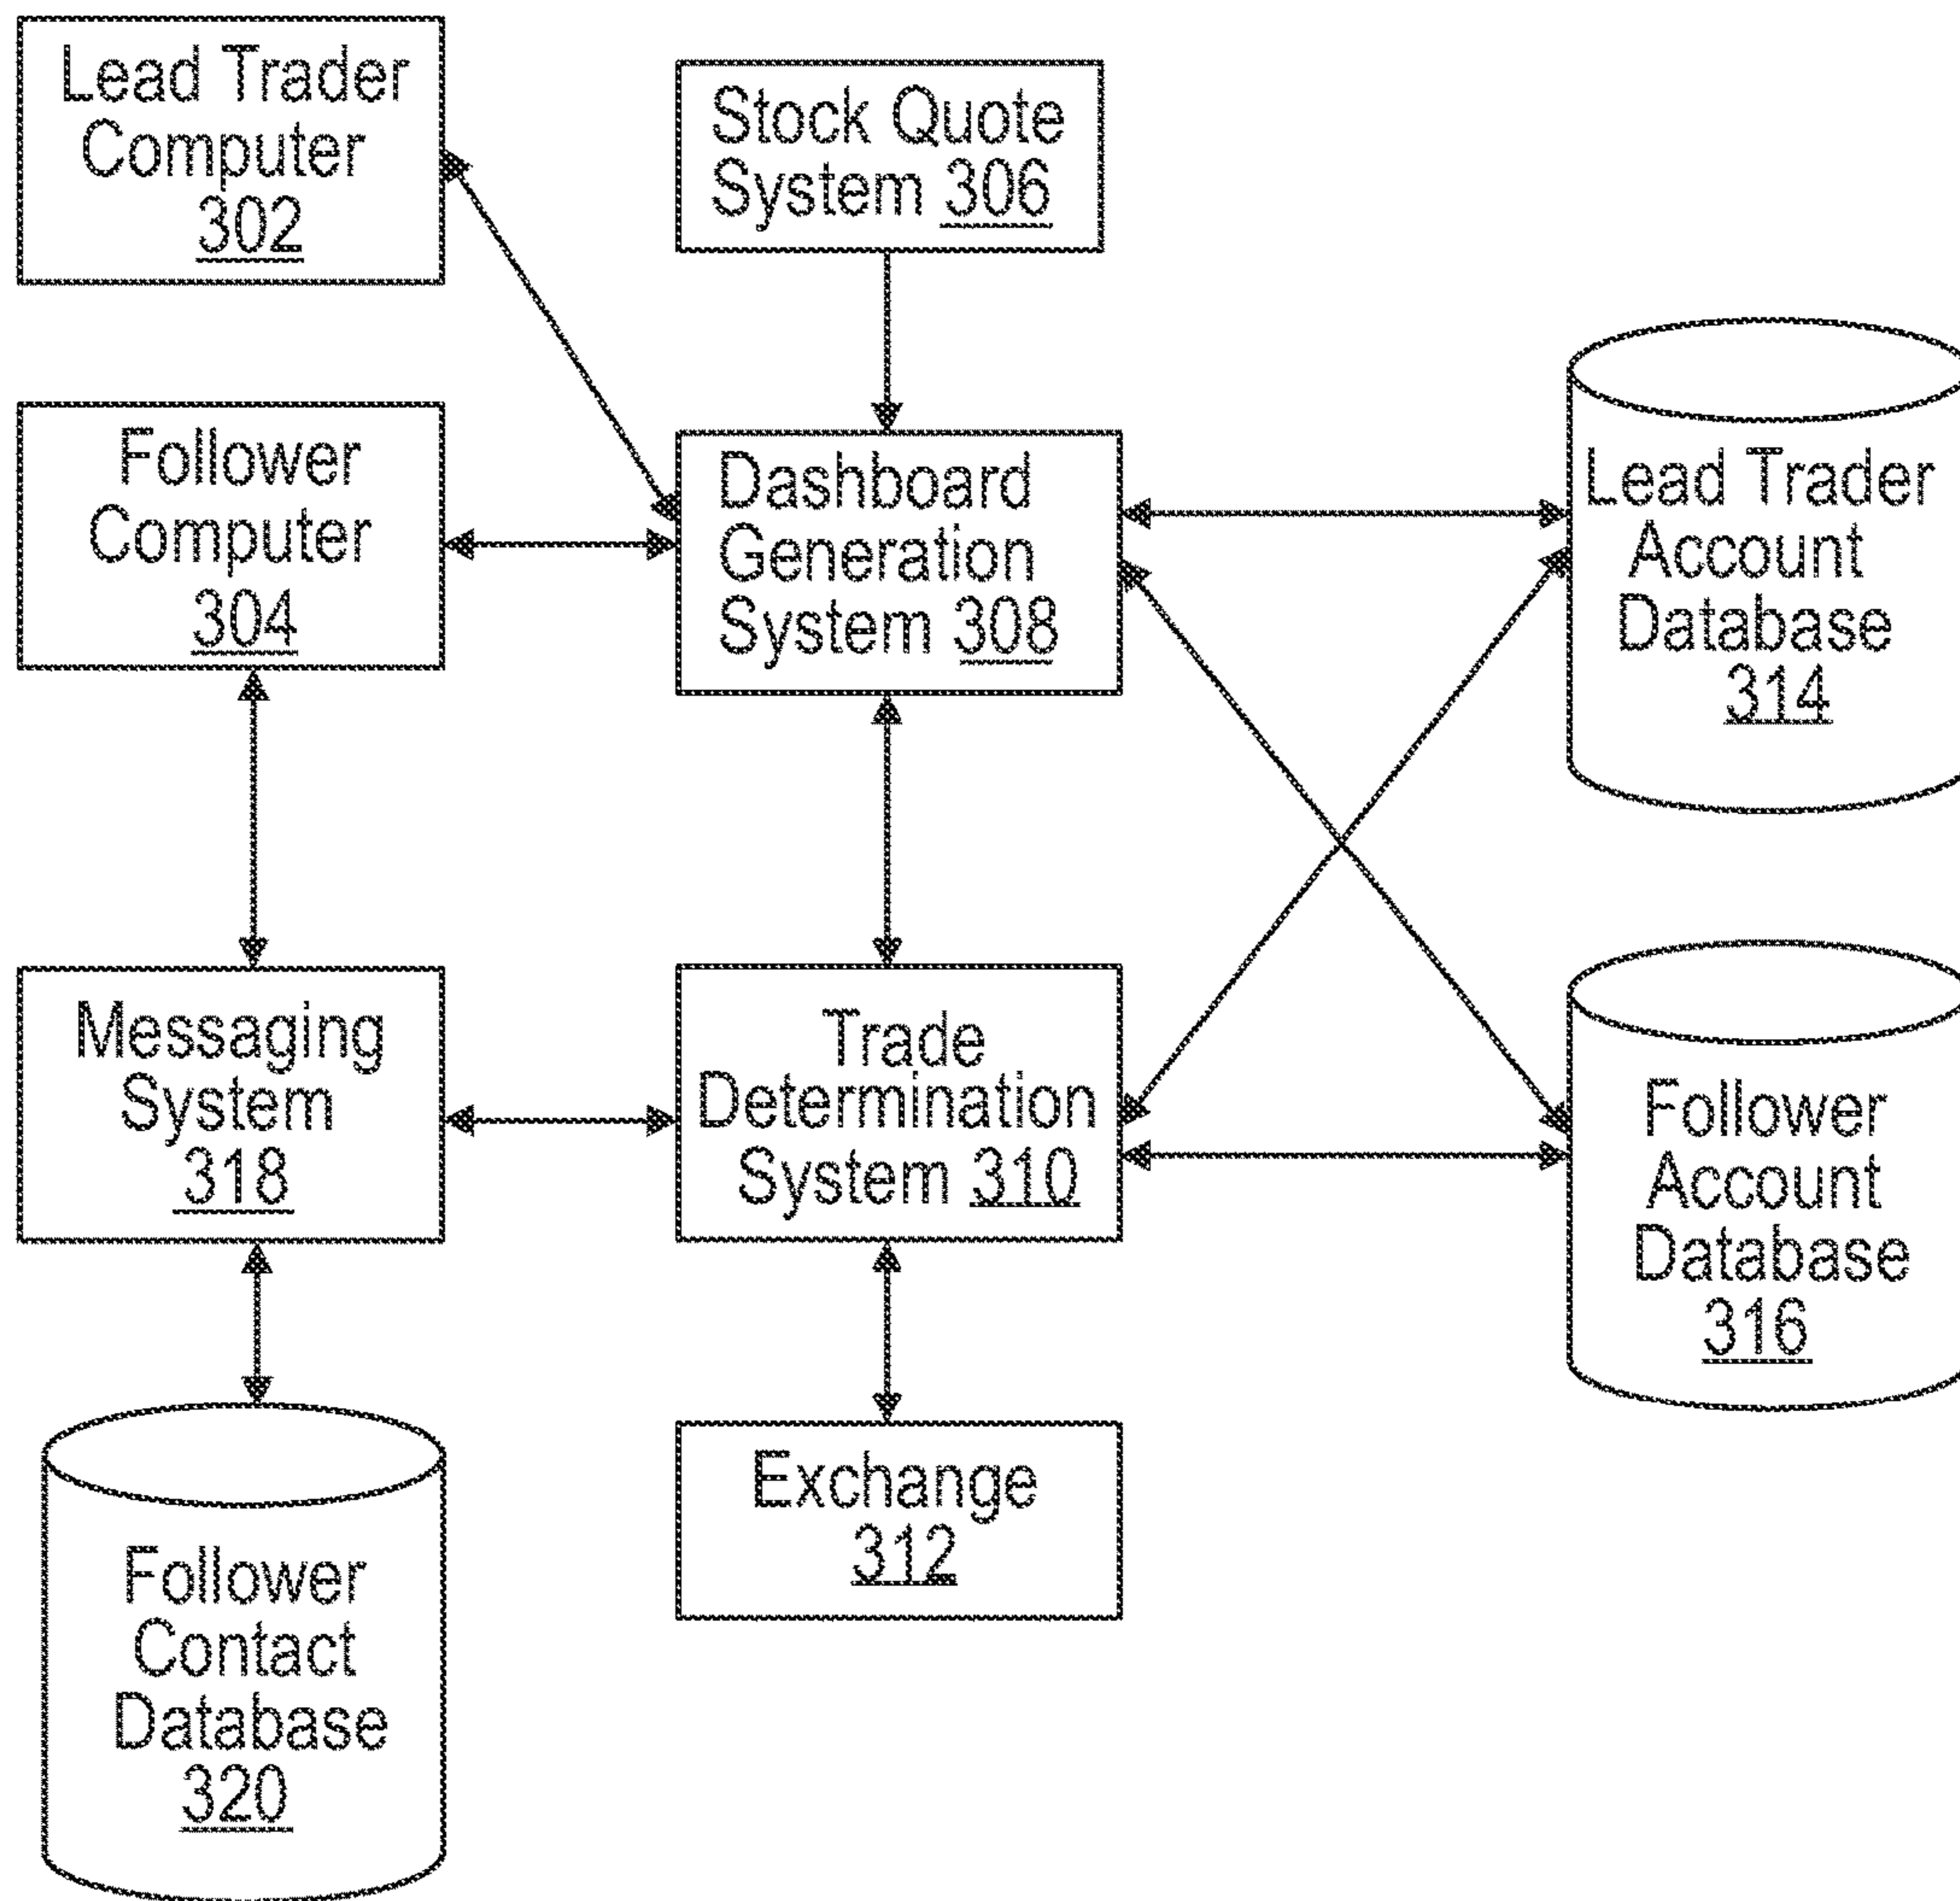 Lead Trader
Computer
302
Stock Quote
System 306
Follower
Computer
304
Dashboard
Generation
System 308
Lead Trader
Account
Database
314
Messaging
System
318
Trade
Determination
System 310
Follower
Account
Database
316
Follower
Contact
Database
320
Exchange
312